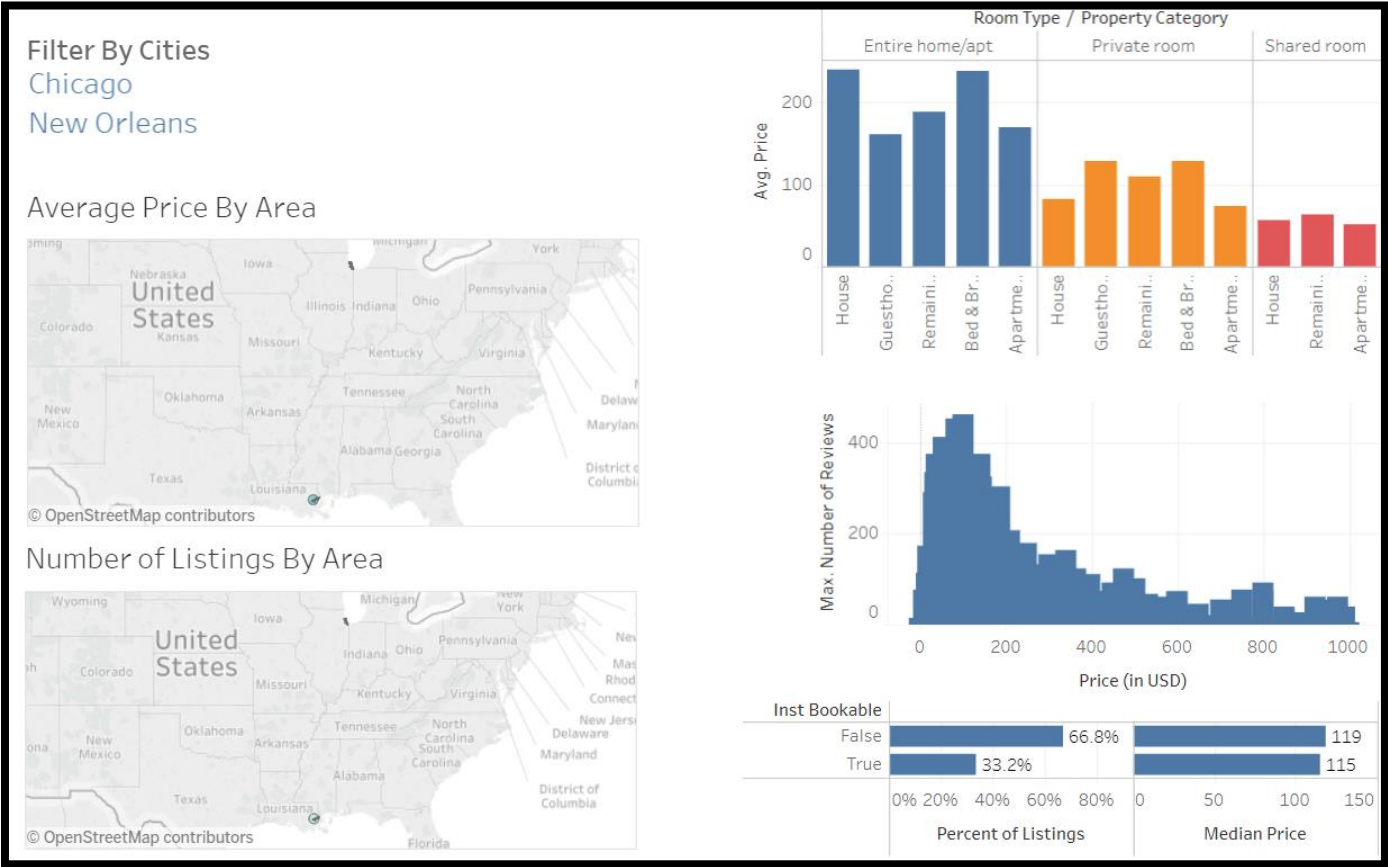 Filter By Cities
Chicago
New Orleans
Average Price By Area
Michigan
York
Iowa
Nebraska
United
States
Pennsylvania
Illinois Indiana Ohio
Colorado
Kansas
Missouri
Kentucky Virginia
Oklahoma
Tennessee
North
Carolina
New
Mexico
Arkansas
South
Carolina
Delaw
Marylan
Alabama Georgia
District
Columbi
Texas
Louisiana
© OpenStreetMap contributors
Number of Listings By Area
Wyoming
Michigan
New
York
Iowa
United
States
Pennsylvania
Indiana Ohio
Colorado
Missouri
Kentucky Virginia
New
Mas
Rhod
Connect
New Jers
Delaware
Oklahoma
Tennessee
North
Carolina
New
Mexico
Arkansas
South
Carolina
Maryland
Alabama
District of
Columbia
Texas
Louisiana
© OpenStreetMap contributors
Florida
Room Type / Property Category
Entire home/apt Private room Shared room
Avg. Price
200
100
0
House Guestho.. Remaini.. Bed & Br.. Apartme.. House Guestho.. Remaini.. Bed & Br.. Apartme.. House Remaini.. Apartme..
Max. Number of Reviews
400
200
0
0 200 400 600 800 1000
Price (in USD)
Inst Bookable
False 66.8% 119
True 33.2% 115
0% 20% 40% 60% 80% 0 50 100 150
Percent of Listings Median Price